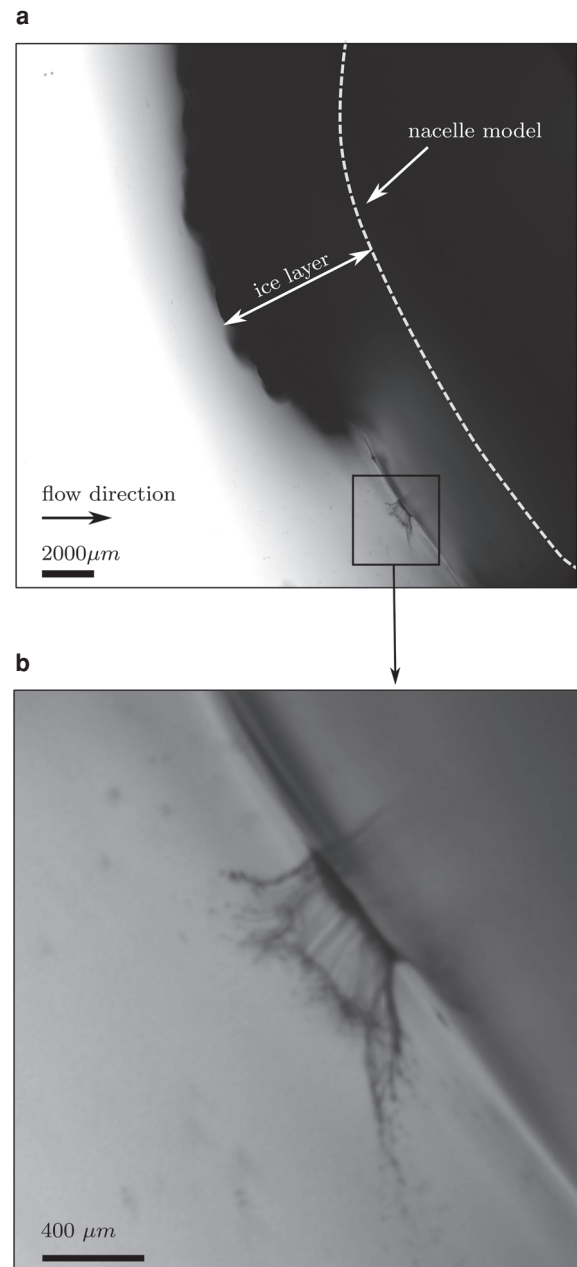 a
nacelle model
ice layer
flow direction
2000μm
b
400 μm